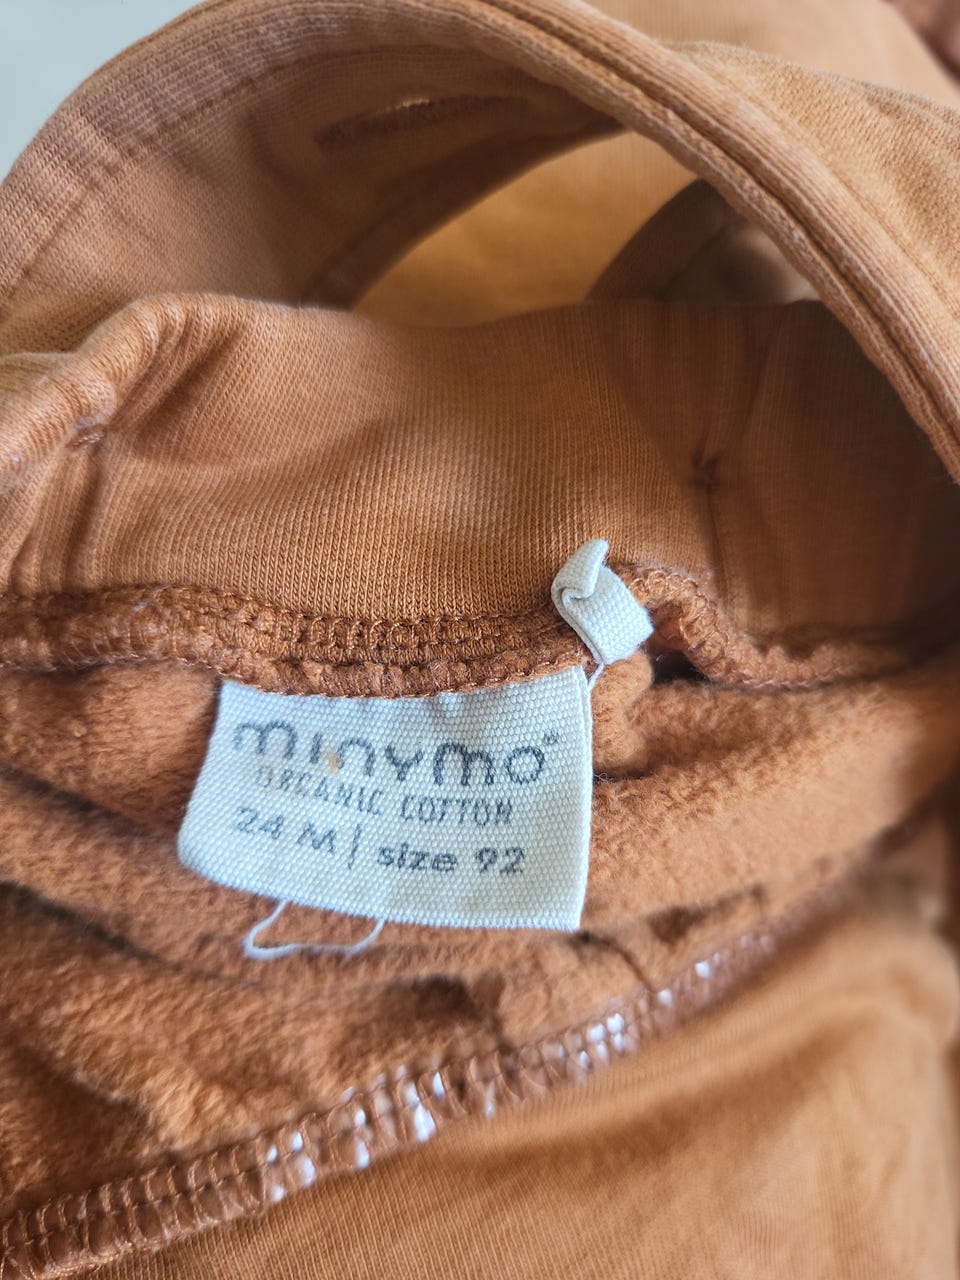 minymo®
ORGANIC COTTON
24 M | size 92